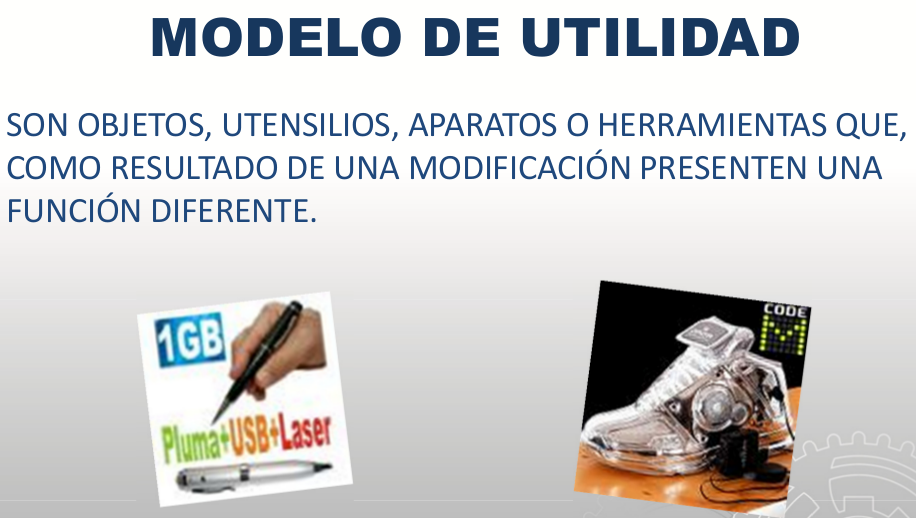 MODELO DE UTILIDAD
SON OBJETOS, UTENSILIOS, APARATOS O HERRAMIENTAS QUE,
COMO RESULTADO DE UNA MODIFICACIÓN PRESENTEN UNA
FUNCIÓN DIFERENTE.
1GB
Pluma+USB+Laser
CODE
M